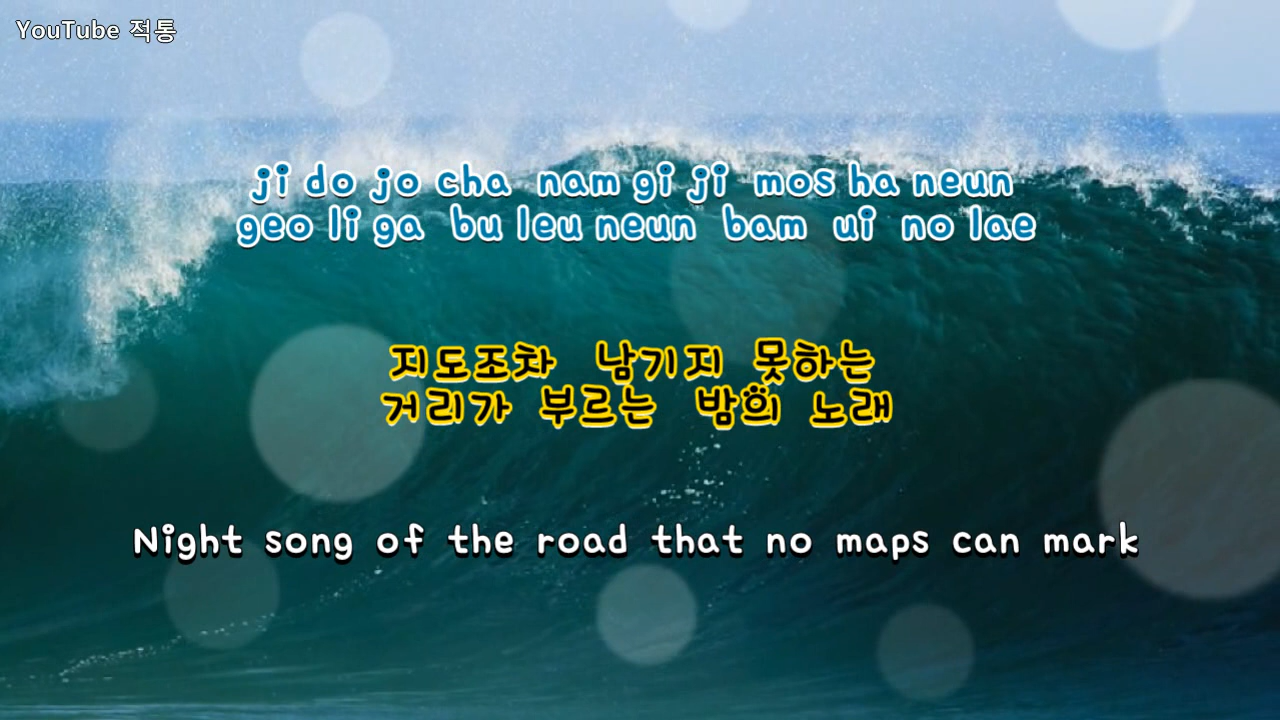 YouTube 적통
ji do jo cha nam gi ji mos ha neun
geo li ga bu leu neun bam ui no lae
지도조차 남기지 못하는
거리가 부르는 밤의 노래
Night song of the road that no maps can mark